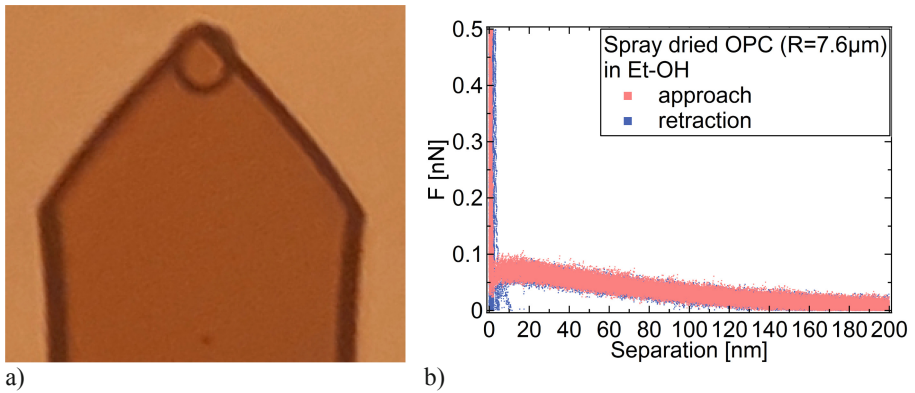 Spray dried OPC (R=7.6µm)
in Et-OH
approach
retraction
F [nN]
0.5
0.4
0.3
0.2
0.1
0
0 20 40 60 80 100 120 140 160 180 200
Separation [nm]
a)
b)